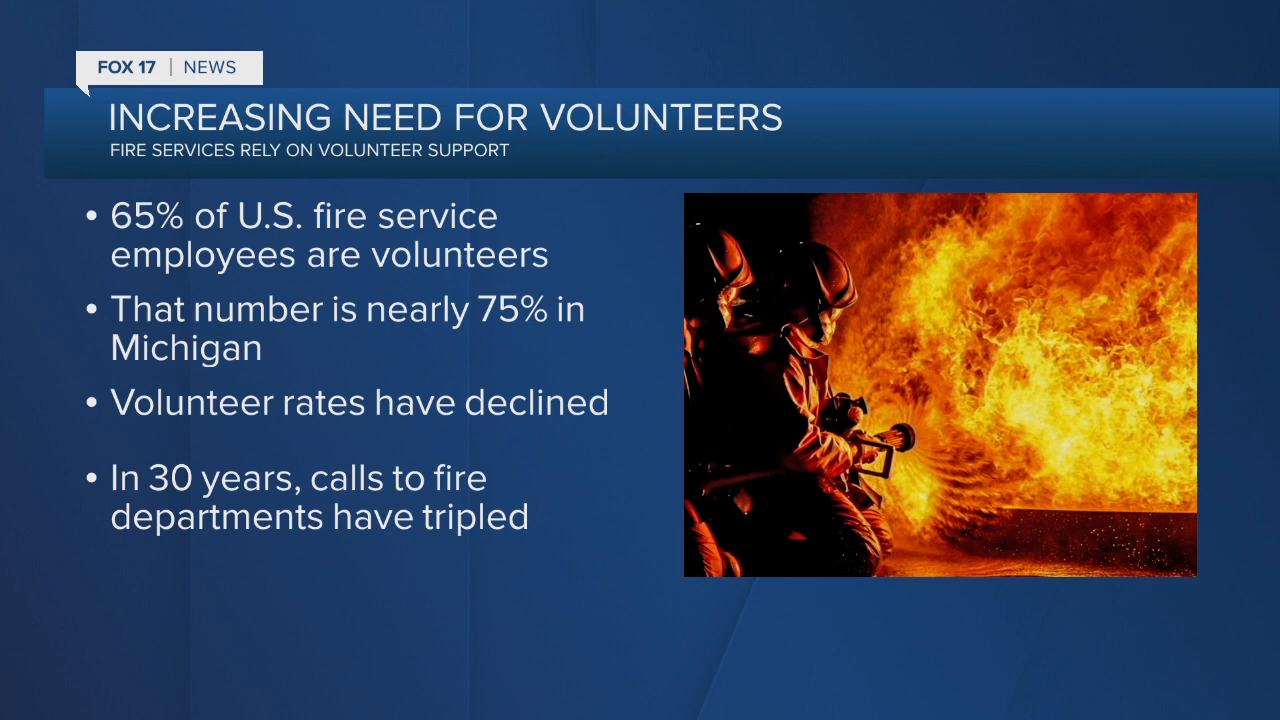 FOX 17 | NEWS
INCREASING NEED FOR VOLUNTEERS
FIRE SERVICES RELY ON VOLUNTEER SUPPORT
• 65% of U.S. fire service
employees are volunteers
• That number is nearly 75% in
Michigan
• Volunteer rates have declined
• In 30 years, calls to fire
departments have tripled